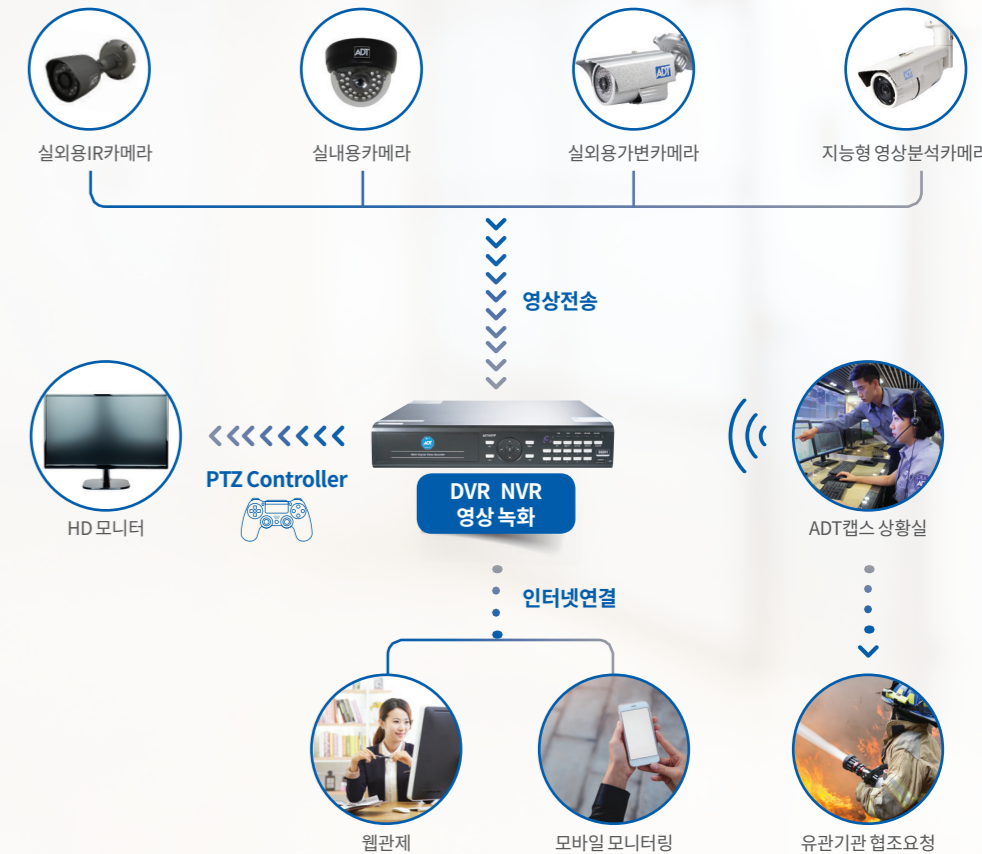 ADT
ADT
ADT
실외용IR카메라
실내용카메라
실외용가변카메라
지능형 영상분석카메라
영상전송
ADT
PTZ Controller
DVR NVR
영상 녹화
HD 모니터
ADT캡스 상황실
인터넷연결
웹관제
모바일 모니터링
유관기관 협조요청